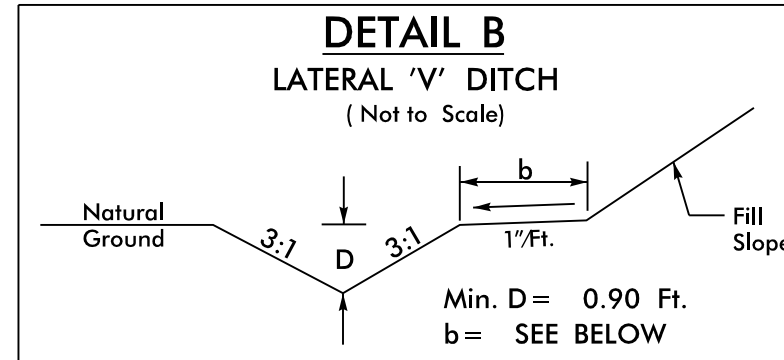 DETAIL B
LATERAL 'V' DITCH
( Not to Scale)
b
Natural
Ground
3:1
D
3:1
1"/Ft.
Fill
Slope
Min. D = 0.90 Ft.
b = SEE BELOW